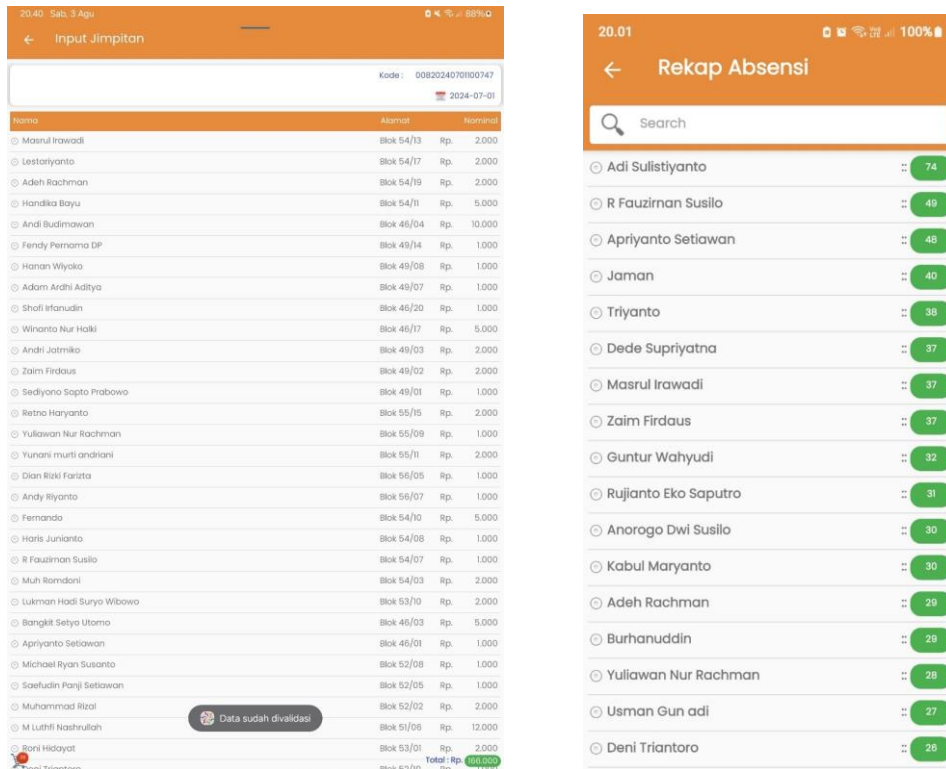 20.40 Sab, 3 Agu 88%
Input Jimpitan
Kode : 00820240701100747
2024-07-01
Nama Alamat Nominal
Masrul Irawadi Blok 54/13 Rp. 2.000
Lestariyanto Blok 54/17 Rp. 2.000
Adeh Rachman Blok 54/19 Rp. 2.000
Handika Bayu Blok 54/11 Rp. 5.000
Andi Budimawan Blok 46/04 Rp. 10.000
Fendy Pernama DP Blok 49/14 Rp. 1.000
Hanan Wiyoko Blok 49/08 Rp. 1.000
Adam Ardhi Aditya Blok 49/07 Rp. 1.000
Shofi Irfanudin Blok 46/20 Rp. 1.000
Winanto Nur Halki Blok 46/17 Rp. 5.000
Andri Jatmiko Blok 49/03 Rp. 2.000
Zaim Firdaus Blok 49/02 Rp. 2.000
Sediyono Sapto Prabowo Blok 49/01 Rp. 1.000
Retno Haryanto Blok 55/15 Rp. 2.000
Yuliawan Nur Rachman Blok 55/09 Rp. 1.000
Yunani murti andriani Blok 55/11 Rp. 2.000
Dian Rizki Farizta Blok 56/05 Rp. 1.000
Andy Riyanto Blok 56/07 Rp. 1.000
Fernando Blok 54/10 Rp. 5.000
Haris Junianto Blok 54/08 Rp. 1.000
R Fauzirnan Susilo Blok 54/07 Rp. 1.000
Muh Romdoni Blok 54/03 Rp. 2.000
Lukman Hadi Suryo Wibowo Blok 53/10 Rp. 2.000
Bangkit Setyo Utomo Blok 46/03 Rp. 5.000
Apriyanto Setiawan Blok 46/01 Rp. 1.000
Michael Ryan Susanto Blok 52/08 Rp. 1.000
Saefudin Panji Setiawan Blok 52/05 Rp. 1.000
Muhammad Rizal Blok 52/02 Rp. 2.000
Data sudah divalidasi
M Luthfi Nashrullah Blok 51/06 Rp. 12.000
Roni Hidayat Blok 53/01 Rp. 2.000
Total : Rp. 166.000
Deni Triantoro Blok 52/10 Rp.
20.01 100%
Rekap Absensi
Search
Adi Sulistiyanto :: 74
R Fauzirnan Susilo :: 49
Apriyanto Setiawan :: 48
Jaman :: 40
Triyanto :: 38
Dede Supriyatna :: 37
Masrul Irawadi :: 37
Zaim Firdaus :: 37
Guntur Wahyudi :: 32
Rujianto Eko Saputro :: 31
Anorogo Dwi Susilo :: 30
Kabul Maryanto :: 30
Adeh Rachman :: 29
Burhanuddin :: 29
Yuliawan Nur Rachman :: 28
Usman Gun adi :: 27
Deni Triantoro :: 26